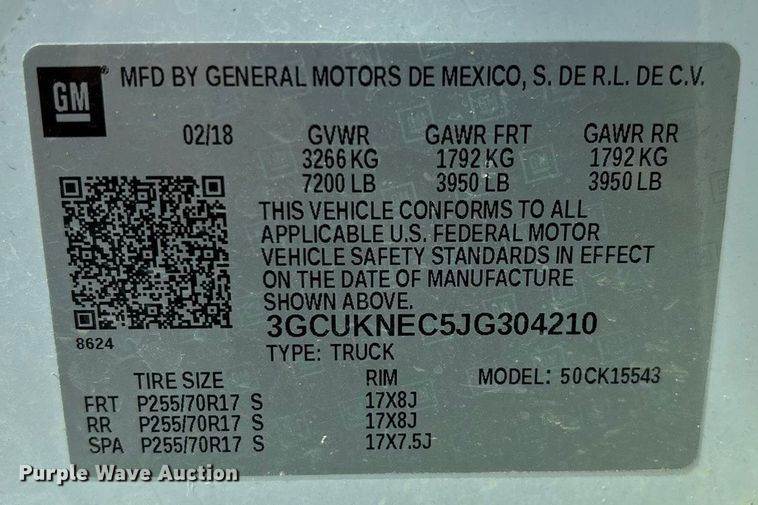 GM MFD BY GENERAL MOTORS DE MEXICO, S. DE R.L. DE C.V.
02/18 GVWR GAWR FRT GAWR RR
3266 KG 1792 KG 1792 KG
7200 LB 3950 LB 3950 LB
THIS VEHICLE CONFORMS TO ALL
APPLICABLE U.S. FEDERAL MOTOR
VEHICLE SAFETY STANDARDS IN EFFECT
ON THE DATE OF MANUFACTURE
SHOWN ABOVE.
3GCUKNEC5JG304210
8624
TYPE: TRUCK
TIRE SIZE RIM MODEL: 50CK15543
FRT P255/70R17 S 17X8J
RR P255/70R17 S 17X8J
SPA P255/70R17 S 17X7.5J
Purple Wave Auction